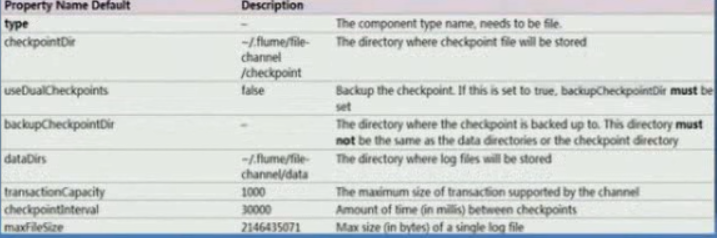 Property Name Default Description
type – The component type name, needs to be file.
checkpointDir ~/.flume/file- The directory where checkpoint file will be stored
channel
/checkpoint
useDualCheckpoints false Backup the checkpoint. If this is set to true, backupCheckpointDir must be
set
backupCheckpointDir – The directory where the checkpoint is backed up to. This directory must
not be the same as the data directories or the checkpoint directory
dataDirs ~/.flume/file- The directory where log files will be stored
channel/data
transactionCapacity 1000 The maximum size of transaction supported by the channel
checkpointInterval 30000 Amount of time (in millis) between checkpoints
maxFileSize 2146435071 Max size (in bytes) of a single log file